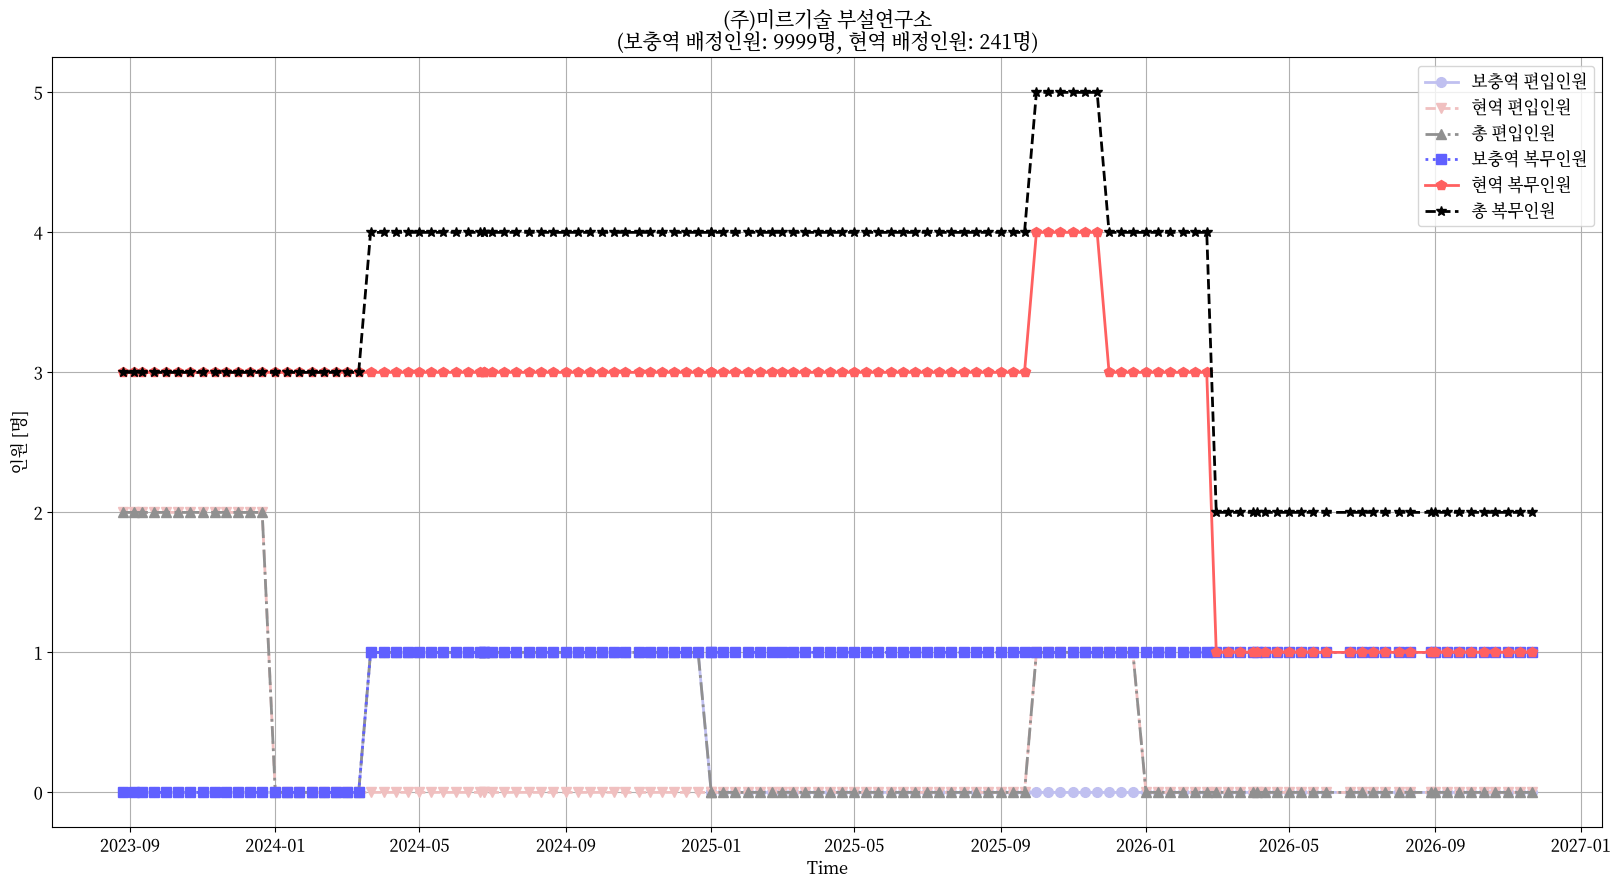 (주)미르기술 부설연구소
(보충역 배정인원: 9999명, 현역 배정인원: 241명)
보충역 편입인원
현역 편입인원
총 편입인원
보충역 복무인원
현역 복무인원
총 복무인원
인원 [명]
5
4
3
2
1
0
2023-09
2024-01
2024-05
2024-09
2025-01
2025-05
2025-09
2026-01
2026-05
2026-09
2027-01
Time